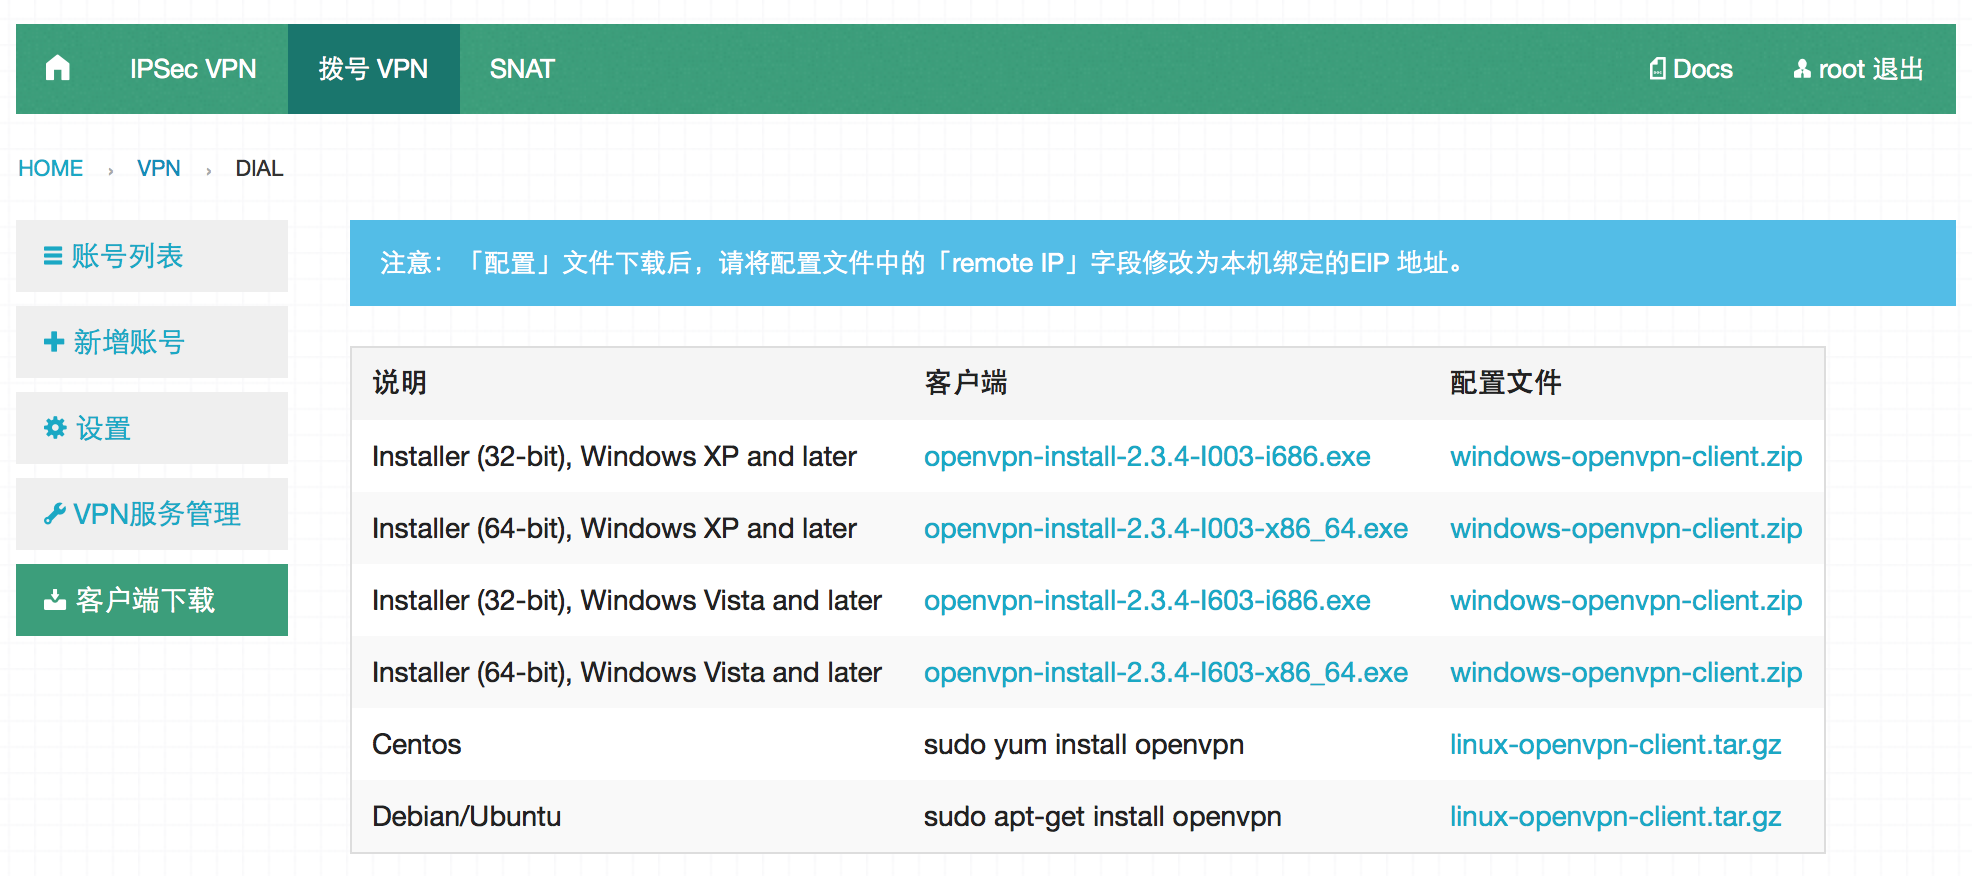 IPSec VPN 拨号 VPN SNAT Docs root 退出
HOME › VPN › DIAL
账号列表
新增账号
设置
VPN服务管理
客户端下载
注意：「配置」文件下载后，请将配置文件中的「remote IP」字段修改为本机绑定的EIP 地址。
说明 客户端 配置文件
Installer (32-bit), Windows XP and later openvpn-install-2.3.4-I003-i686.exe windows-openvpn-client.zip
Installer (64-bit), Windows XP and later openvpn-install-2.3.4-I003-x86_64.exe windows-openvpn-client.zip
Installer (32-bit), Windows Vista and later openvpn-install-2.3.4-I603-i686.exe windows-openvpn-client.zip
Installer (64-bit), Windows Vista and later openvpn-install-2.3.4-I603-x86_64.exe windows-openvpn-client.zip
Centos sudo yum install openvpn linux-openvpn-client.tar.gz
Debian/Ubuntu sudo apt-get install openvpn linux-openvpn-client.tar.gz